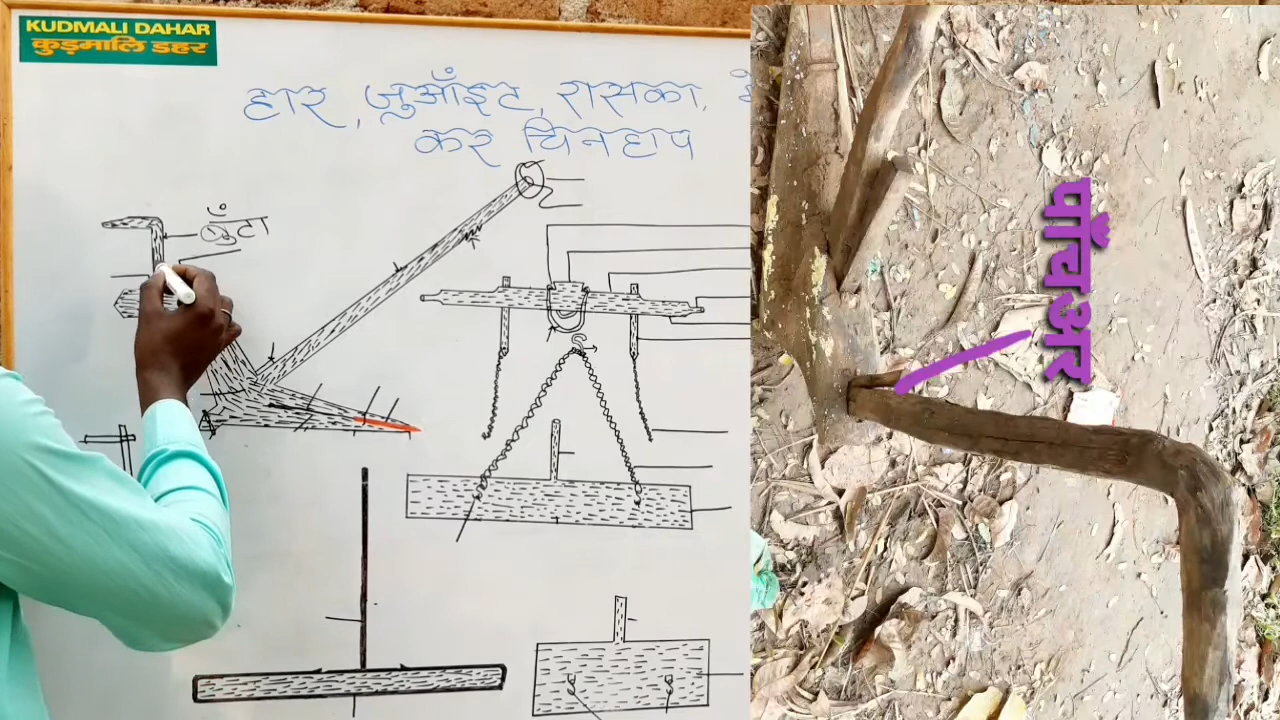 KUDMALI DAHAR
कुड़मालि डहर
हार, जुआँइट, रासका,
कर चिनहाप
खुँटा
पाँचअर